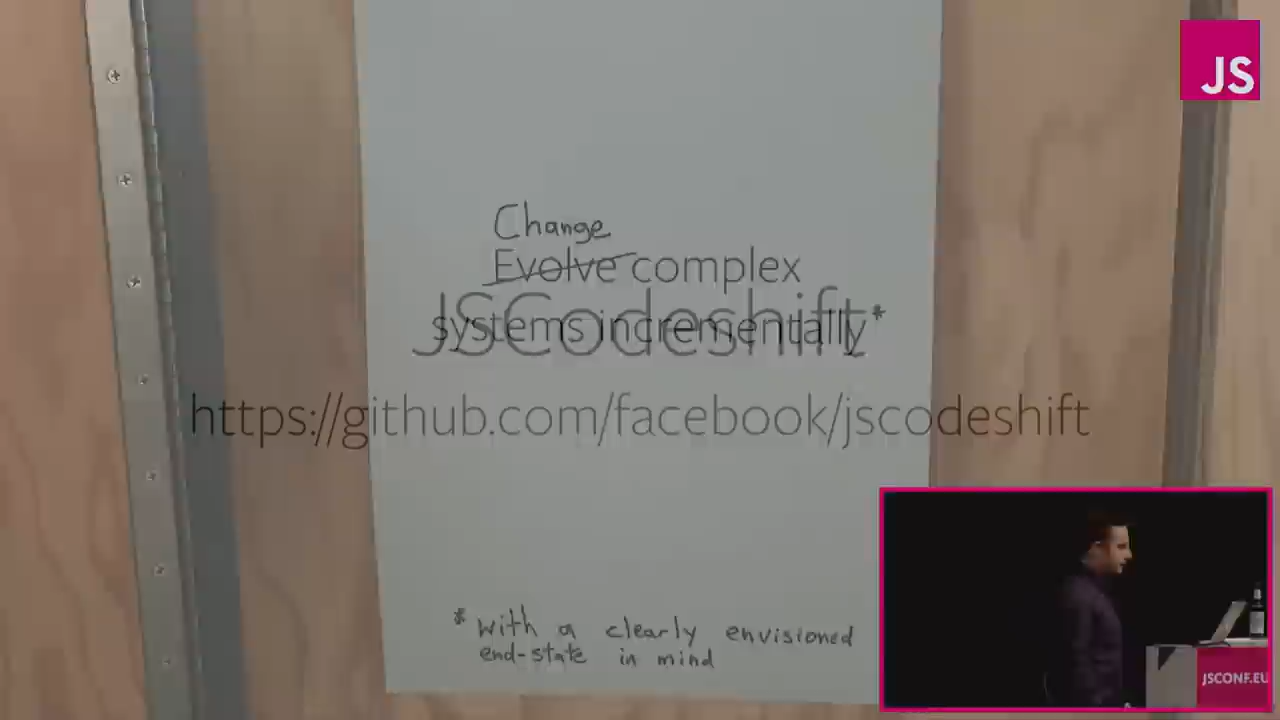 JS
Change
Evolve complex
JSCodeshift
systems incrementally*
https://github.com/facebook/jscodeshift
* with a clearly envisioned
end-state in mind
JSCONF.EU